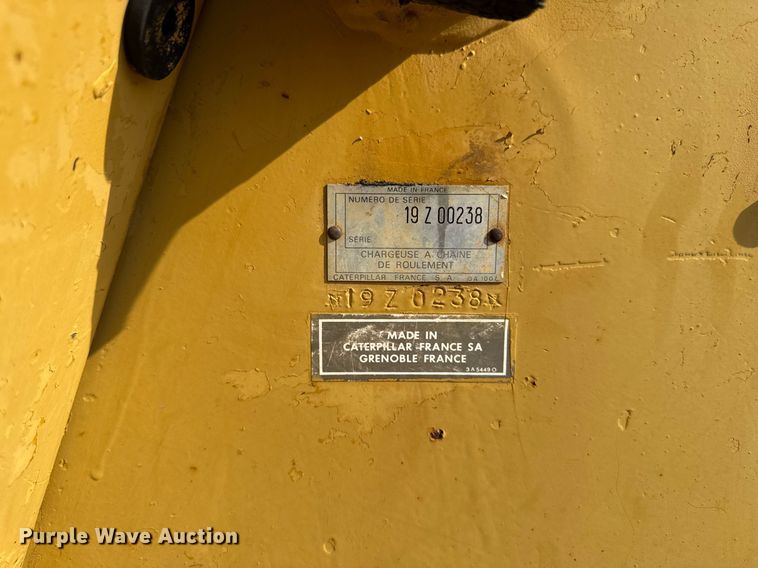 MADE IN FRANCE
NUMERO DE SERIE
19 Z 00238
SERIE
CHARGEUSE A CHAINE
DE ROULEMENT
CATERPILLAR FRANCE S.A.
19 Z 0238
MADE IN
CATERPILLAR FRANCE SA
GRENOBLE FRANCE
3A5449 O
Purple Wave Auction